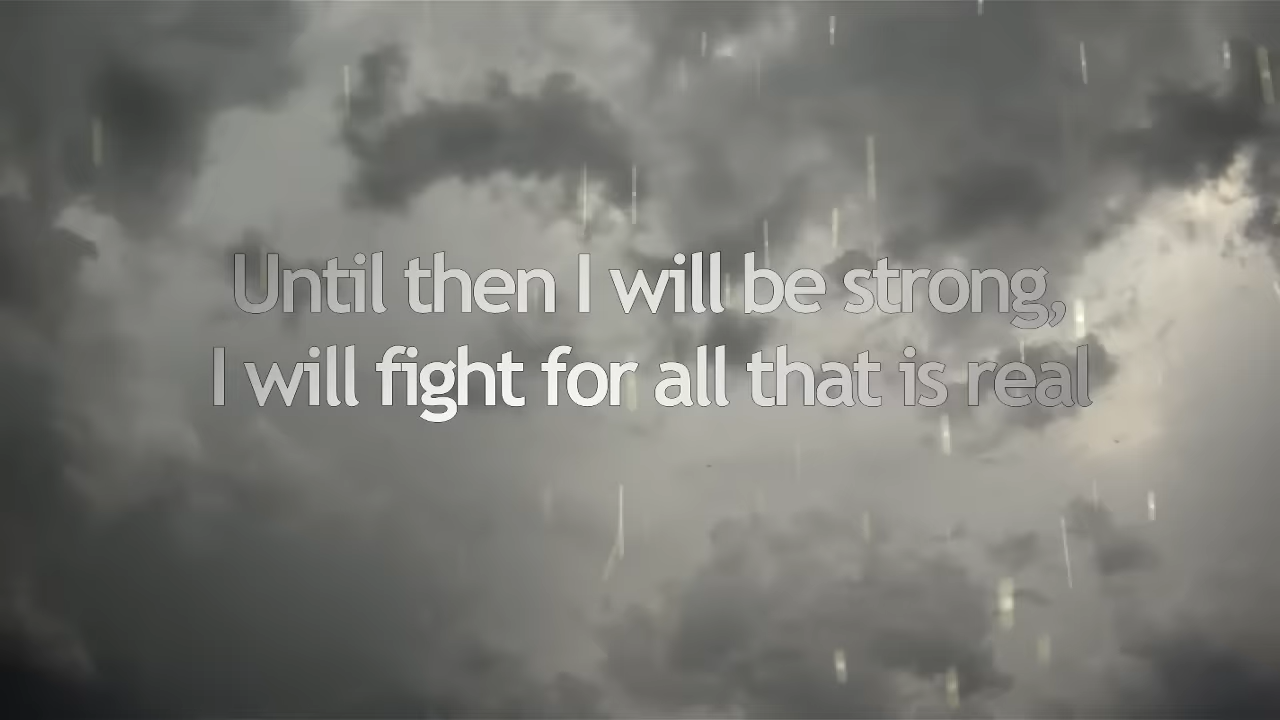 Until then I will be strong,
I will fight for all that is real